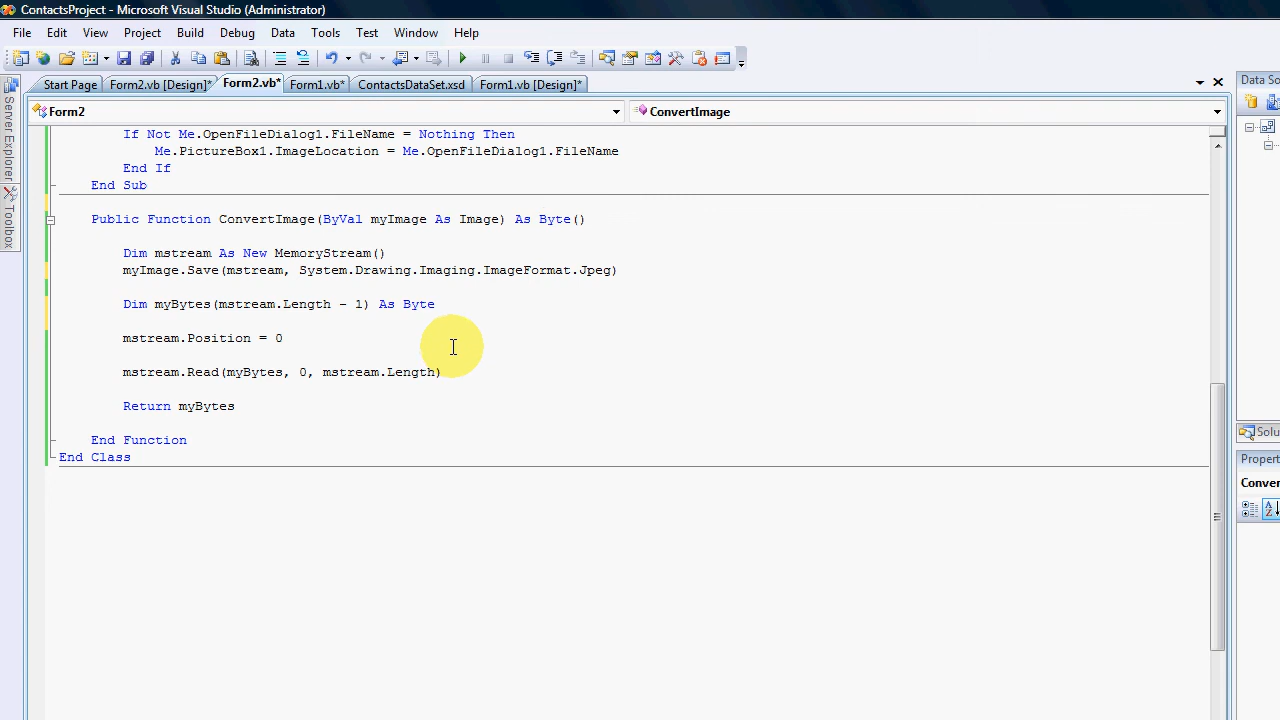 ContactsProject - Microsoft Visual Studio (Administrator)
File Edit View Project Build Debug Data Tools Test Window Help
Start Page Form2.vb [Design]* Form2.vb* Form1.vb* ContactsDataSet.xsd Form1.vb [Design]*
Data So
Form2 ConvertImage
Server Explorer
Toolbox
If Not Me.OpenFileDialog1.FileName = Nothing Then
Me.PictureBox1.ImageLocation = Me.OpenFileDialog1.FileName
End If
End Sub
Public Function ConvertImage(ByVal myImage As Image) As Byte()
Dim mstream As New MemoryStream()
myImage.Save(mstream, System.Drawing.Imaging.ImageFormat.Jpeg)
Dim myBytes(mstream.Length - 1) As Byte
mstream.Position = 0
mstream.Read(myBytes, 0, mstream.Length)
Return myBytes
End Function
End Class
Solu
Propert
Conver